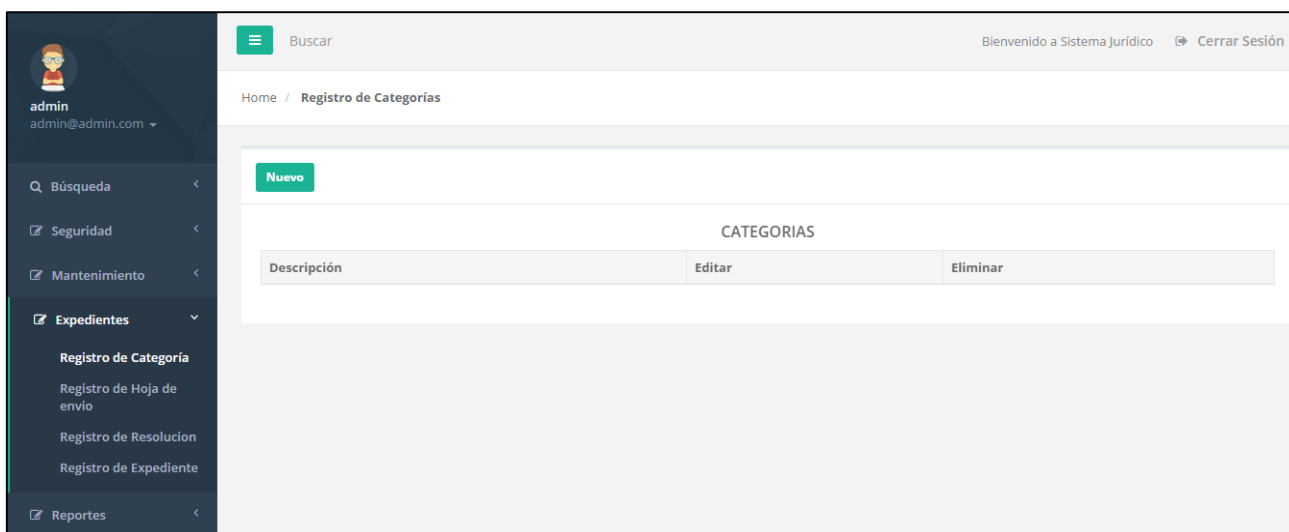 admin
admin@admin.com
Búsqueda
Seguridad
Mantenimiento
Expedientes
Registro de Categoría
Registro de Hoja de
envio
Registro de Resolucion
Registro de Expediente
Reportes
Buscar
Bienvenido a Sistema Jurídico
Cerrar Sesión
Home / Registro de Categorías
Nuevo
CATEGORIAS
Descripción Editar Eliminar